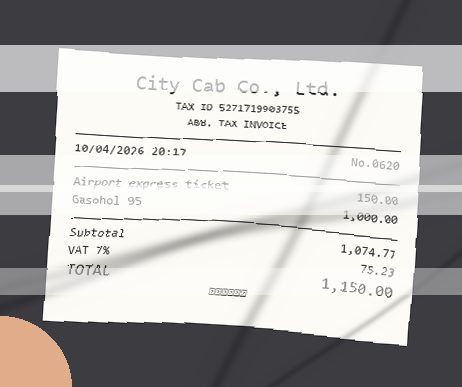 City Cab Co., Ltd.
TAX ID 5271719903755
ABB. TAX INVOICE
10/04/2026 20:17 No.0620
Airport express ticket 150.00
Gasohol 95 1,000.00
Subtotal 1,074.77
VAT 7% 75.23
TOTAL 1,150.00